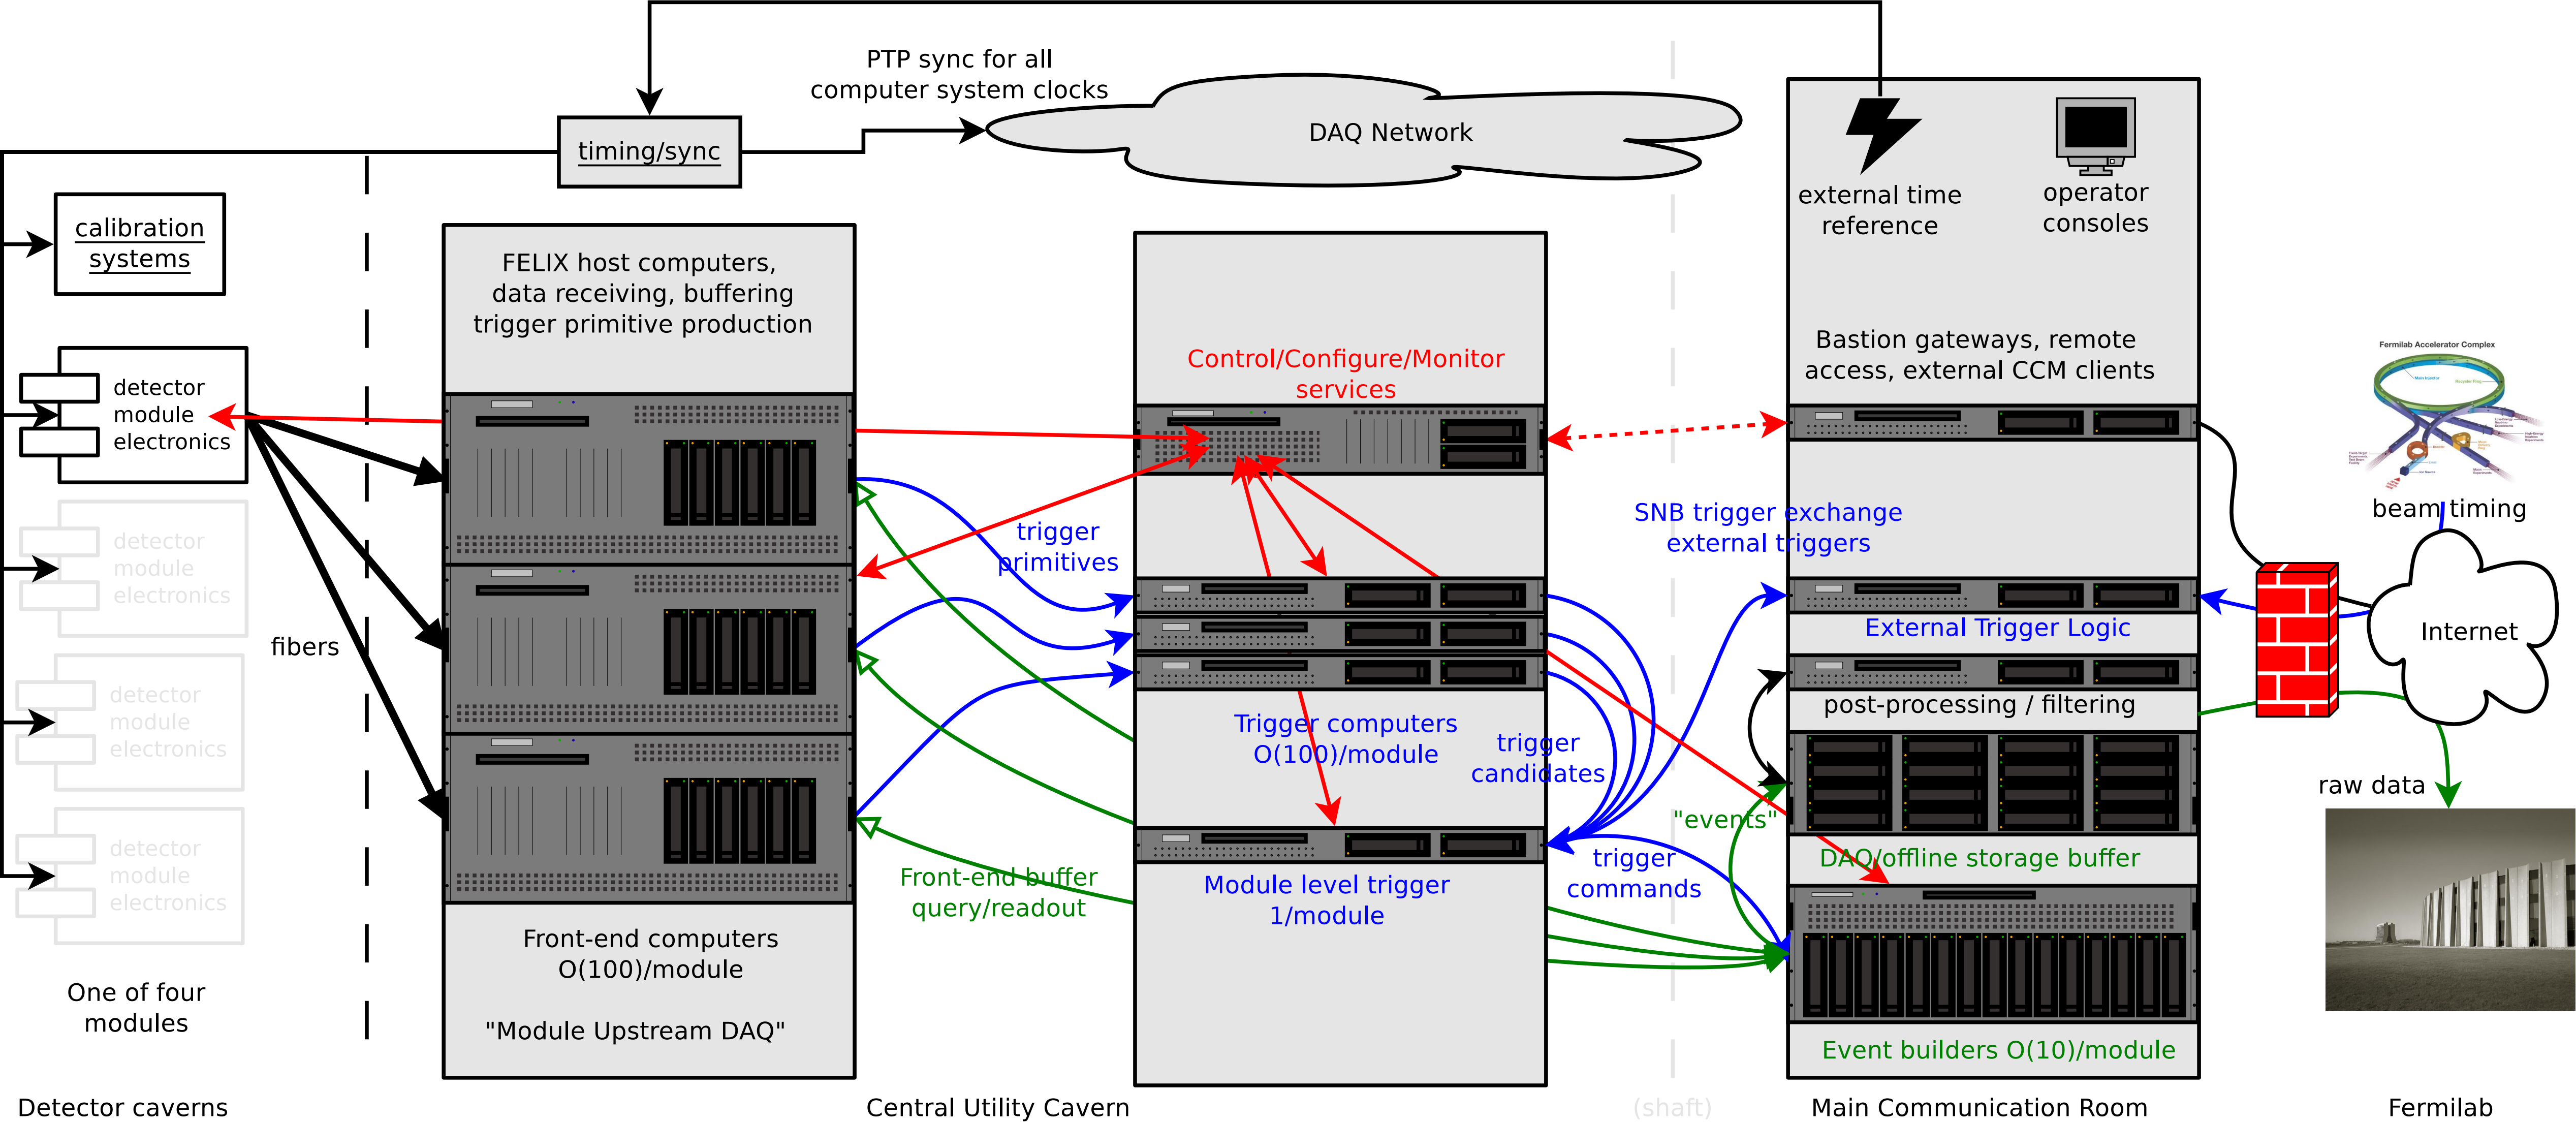 PTP sync for all
computer system clocks
DAQ Network
timing/sync
calibration
systems
detector
module
electronics
detector
module
electronics
detector
module
electronics
detector
module
electronics
fibers
One of four
modules
Detector caverns
FELIX host computers,
data receiving, buffering
trigger primitive production
Front-end computers
O(100)/module
"Module Upstream DAQ"
trigger
primitives
Front-end buffer
query/readout
Central Utility Cavern
Control/Configure/Monitor
services
Trigger computers
O(100)/module
Module level trigger
1/module
trigger
candidates
trigger
commands
SNB trigger exchange
external triggers
"events"
(shaft)
external time
reference
operator
consoles
Bastion gateways, remote
access, external CCM clients
External Trigger Logic
post-processing / filtering
DAQ/offline storage buffer
Event builders O(10)/module
Main Communication Room
Fermilab Accelerator Complex
Main Injector
Recycler Ring
beam timing
Internet
raw data
Fermilab